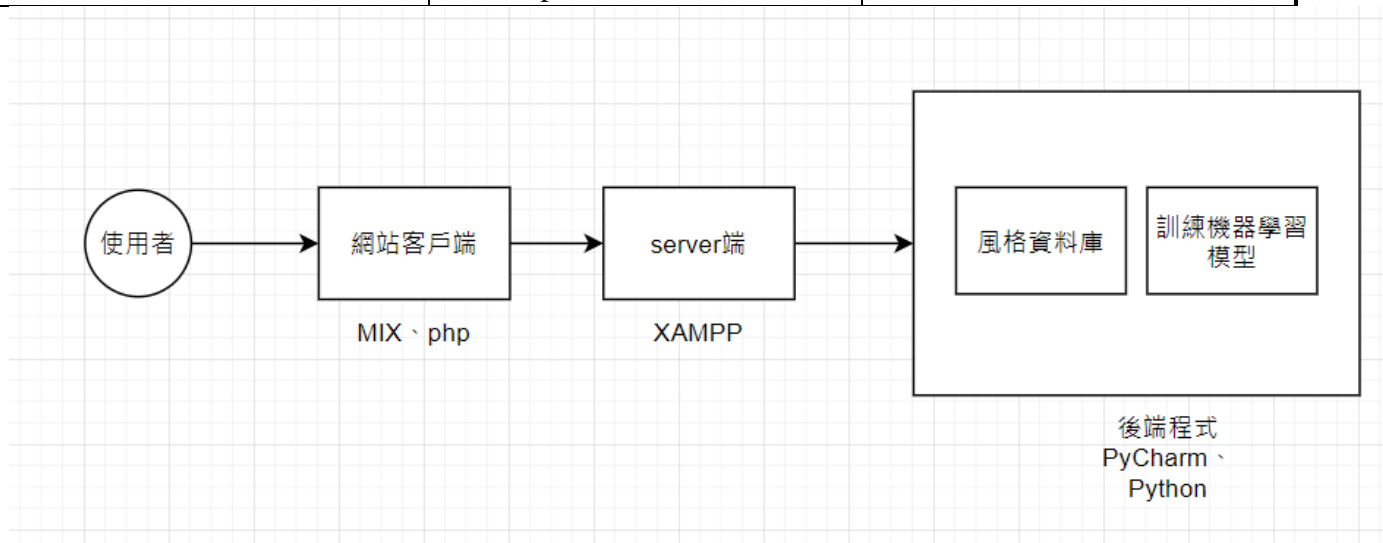 使用者
網站客戶端
server端
風格資料庫
訓練機器學習
模型
MIX、php
XAMPP
後端程式
PyCharm、
Python